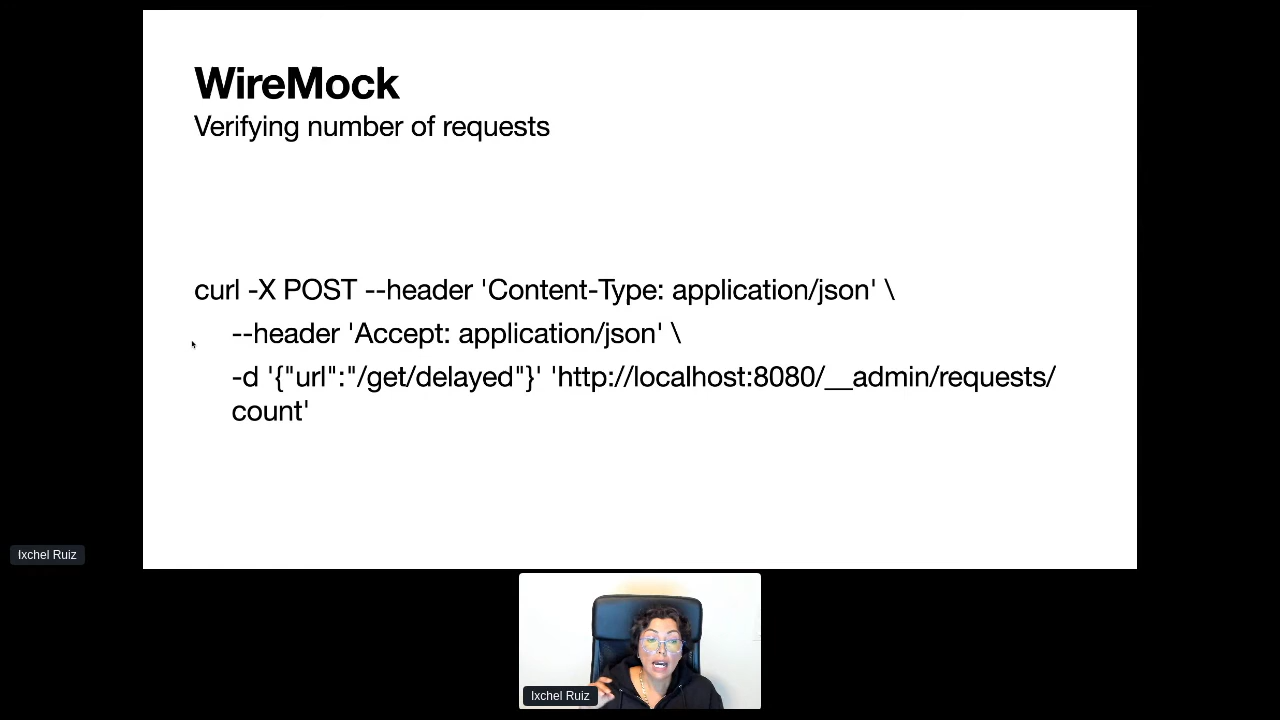 WireMock
Verifying number of requests
curl -X POST --header 'Content-Type: application/json' \
--header 'Accept: application/json' \
-d '{"url":"/get/delayed"}' 'http://localhost:8080/__admin/requests/
count'
Ixchel Ruiz
Ixchel Ruiz